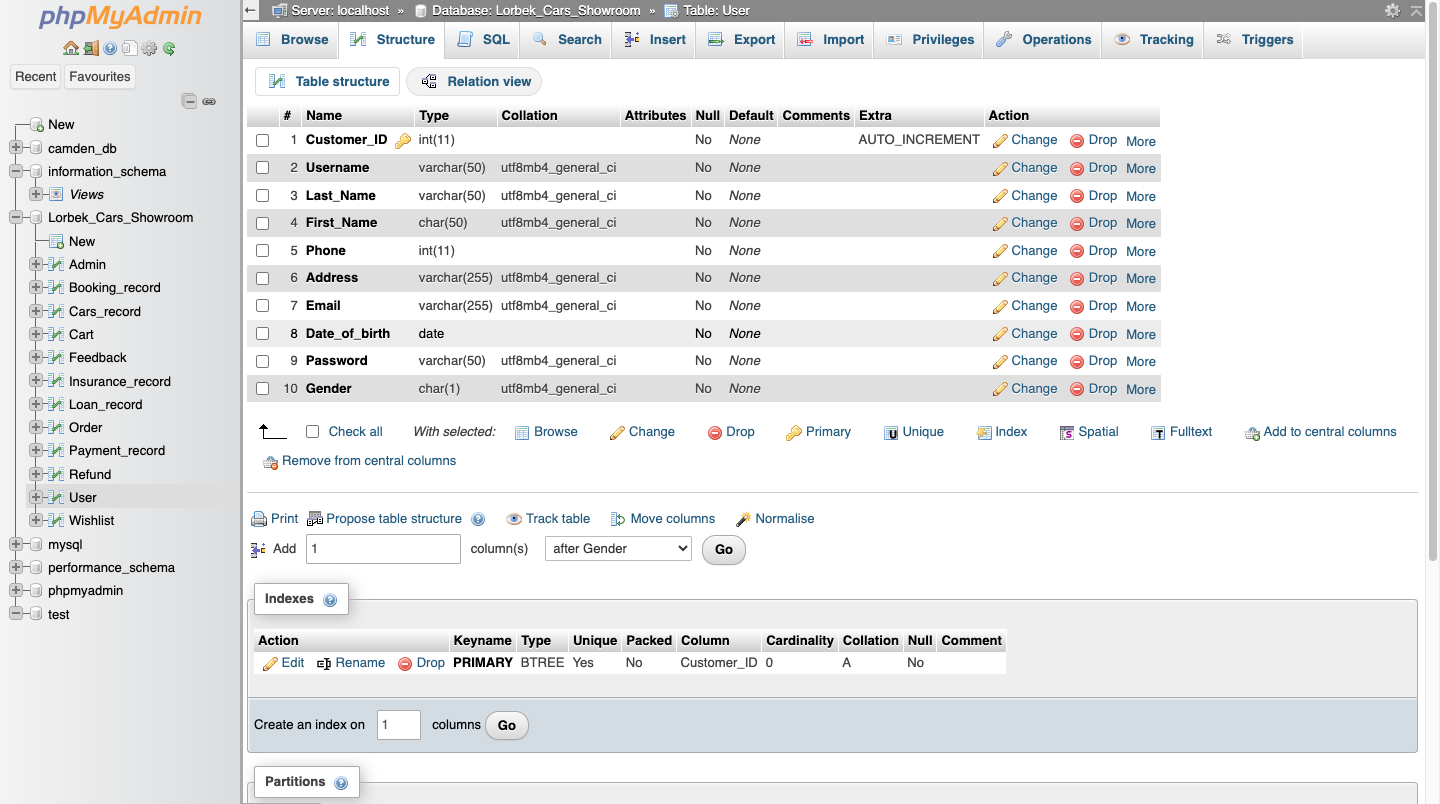 phpMyAdmin
Recent Favourites
New
camden_db
information_schema
Views
Lorbek_Cars_Showroom
New
Admin
Booking_record
Cars_record
Cart
Feedback
Insurance_record
Loan_record
Order
Payment_record
Refund
User
Wishlist
mysql
performance_schema
phpmyadmin
test
Server: localhost » Database: Lorbek_Cars_Showroom » Table: User
Browse Structure SQL Search Insert Export Import Privileges Operations Tracking Triggers
Table structure Relation view
# Name Type Collation Attributes Null Default Comments Extra Action
1 Customer_ID int(11) No None AUTO_INCREMENT Change Drop More
2 Username varchar(50) utf8mb4_general_ci No None Change Drop More
3 Last_Name varchar(50) utf8mb4_general_ci No None Change Drop More
4 First_Name char(50) utf8mb4_general_ci No None Change Drop More
5 Phone int(11) No None Change Drop More
6 Address varchar(255) utf8mb4_general_ci No None Change Drop More
7 Email varchar(255) utf8mb4_general_ci No None Change Drop More
8 Date_of_birth date No None Change Drop More
9 Password varchar(50) utf8mb4_general_ci No None Change Drop More
10 Gender char(1) utf8mb4_general_ci No None Change Drop More
Check all With selected: Browse Change Drop Primary Unique Index Spatial Fulltext Add to central columns
Remove from central columns
Print Propose table structure Track table Move columns Normalise
Add 1 column(s) after Gender Go
Indexes
Action Keyname Type Unique Packed Column Cardinality Collation Null Comment
Edit Rename Drop PRIMARY BTREE Yes No Customer_ID 0 A No
Create an index on 1 columns Go
Partitions